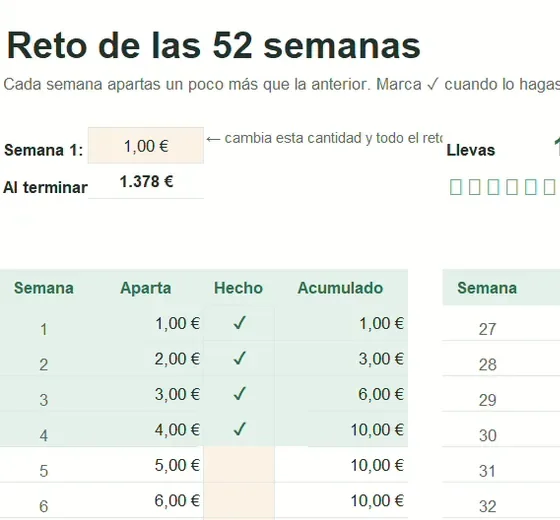 Reto de las 52 semanas
Cada semana apartas un poco más que la anterior. Marca ✓ cuando lo hagas
Semana 1: 1,00 € ← cambia esta cantidad y todo el reto Llevas
Al terminar 1.378 €
Semana Aparta Hecho Acumulado Semana
1 1,00 € ✓ 1,00 € 27
2 2,00 € ✓ 3,00 € 28
3 3,00 € ✓ 6,00 € 29
4 4,00 € ✓ 10,00 € 30
5 5,00 € 10,00 € 31
6 6,00 € 10,00 € 32